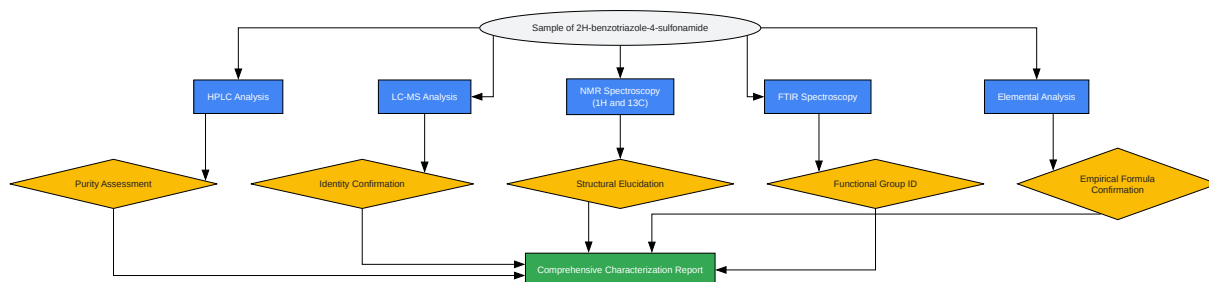 Sample of 2H-benzotriazole-4-sulfonamide
HPLC Analysis
LC-MS Analysis
NMR Spectroscopy
(1H and 13C)
FTIR Spectroscopy
Elemental Analysis
Purity Assessment
Identity Confirmation
Structural Elucidation
Functional Group ID
Empirical Formula
Confirmation
Comprehensive Characterization Report